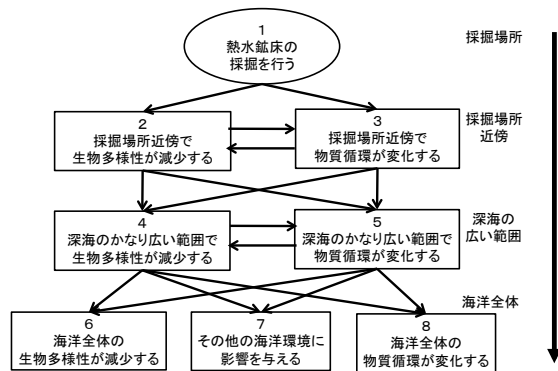 1
熱水鉱床の
採掘を行う
採掘場所
2
採掘場所近傍で
生物多様性が減少する
3
採掘場所近傍で
物質循環が変化する
採掘場所
近傍
4
深海のかなり広い範囲で
生物多様性が減少する
5
深海のかなり広い範囲で
物質循環が変化する
深海の
広い範囲
海洋全体
6
海洋全体の
生物多様性が減少する
7
その他の海洋環境に
影響を与える
8
海洋全体の
物質循環が変化する